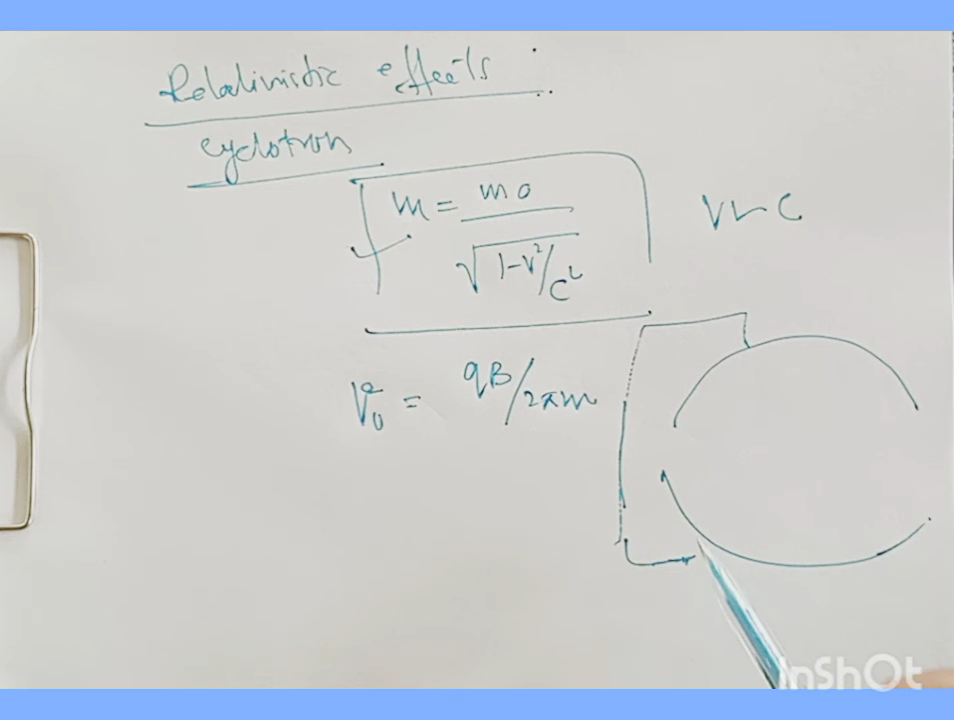 Relativistic effects :
cyclotron
m = m0 / √1-v²/c²
v ~ c
ν0 = qB/2πm
InShOt